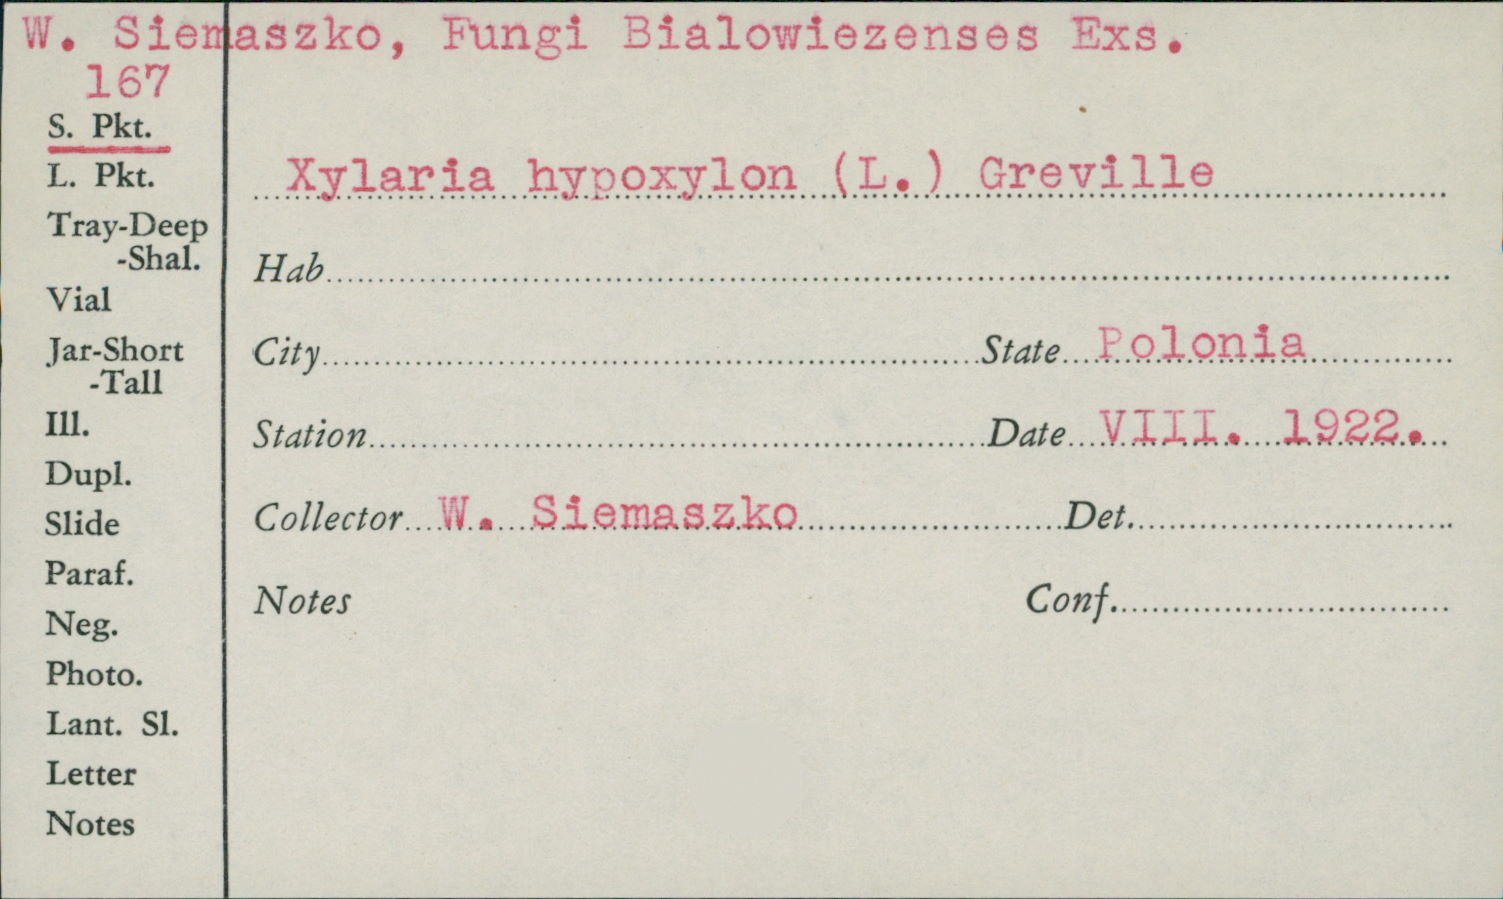 W. Siemaszko, Fungi Bialowiezenses Exs.
167
S. Pkt.
L. Pkt.
Tray-Deep
-Shal.
Vial
Jar-Short
-Tall
Ill.
Dupl.
Slide
Paraf.
Neg.
Photo.
Lant. Sl.
Letter
Notes
Xylaria hypoxylon (L.) Greville
Hab
City State Polonia
Station Date VIII. 1922.
Collector W. Siemaszko Det.
Notes Conf.